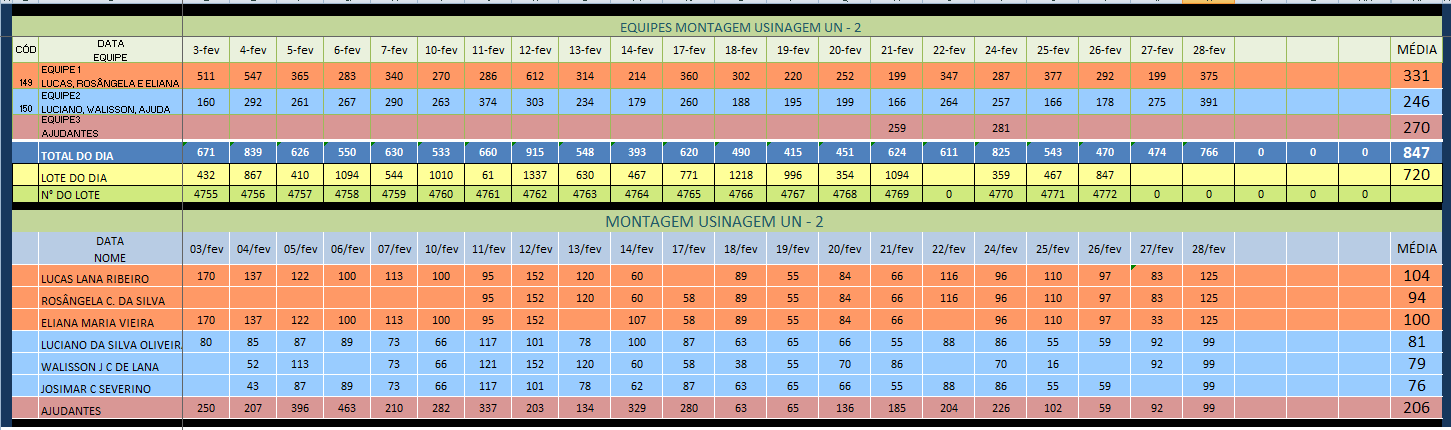 EQUIPES MONTAGEM USINAGEM UN - 2
CÓD DATA EQUIPE 3-fev 4-fev 5-fev 6-fev 7-fev 10-fev 11-fev 12-fev 13-fev 14-fev 17-fev 18-fev 19-fev 20-fev 21-fev 22-fev 24-fev 25-fev 26-fev 27-fev 28-fev MÉDIA
149 EQUIPE 1 LUCAS, ROSÂNGELA E ELIANA 511 547 365 283 340 270 286 612 314 214 360 302 220 252 199 347 287 377 292 199 375 331
150 EQUIPE2 LUCIANO, WALISSON, AJUDA 160 292 261 267 290 263 374 303 234 179 260 188 195 199 166 264 257 166 178 275 391 246
EQUIPE3 AJUDANTES 259 281 270
TOTAL DO DIA 671 839 626 550 630 533 660 915 548 393 620 490 415 451 624 611 825 543 470 474 766 0 0 0 847
LOTE DO DIA 432 867 410 1094 544 1010 61 1337 630 467 771 1218 996 354 1094 359 467 847 720
N° DO LOTE 4755 4756 4757 4758 4759 4760 4761 4762 4763 4764 4765 4766 4767 4768 4769 0 4770 4771 4772 0 0 0 0 0
MONTAGEM USINAGEM UN - 2
DATA NOME 03/fev 04/fev 05/fev 06/fev 07/fev 10/fev 11/fev 12/fev 13/fev 14/fev 17/fev 18/fev 19/fev 20/fev 21/fev 22/fev 24/fev 25/fev 26/fev 27/fev 28/fev MÉDIA
LUCAS LANA RIBEIRO 170 137 122 100 113 100 95 152 120 60 89 55 84 66 116 96 110 97 83 125 104
ROSÂNGELA C. DA SILVA 95 152 120 60 58 89 55 84 66 116 96 110 97 83 125 94
ELIANA MARIA VIEIRA 170 137 122 100 113 100 95 152 107 58 89 55 84 66 96 110 97 33 125 100
LUCIANO DA SILVA OLIVEIRA 80 85 87 89 73 66 117 101 78 100 87 63 65 66 55 88 86 55 59 92 99 81
WALISSON J C DE LANA 52 113 73 66 121 152 120 60 58 38 55 70 86 70 16 92 99 79
JOSIMAR C SEVERINO 43 87 89 73 66 117 101 78 62 87 63 65 66 55 88 86 55 59 99 76
AJUDANTES 250 207 396 463 210 282 337 203 134 329 280 63 65 136 185 204 226 102 59 92 99 206